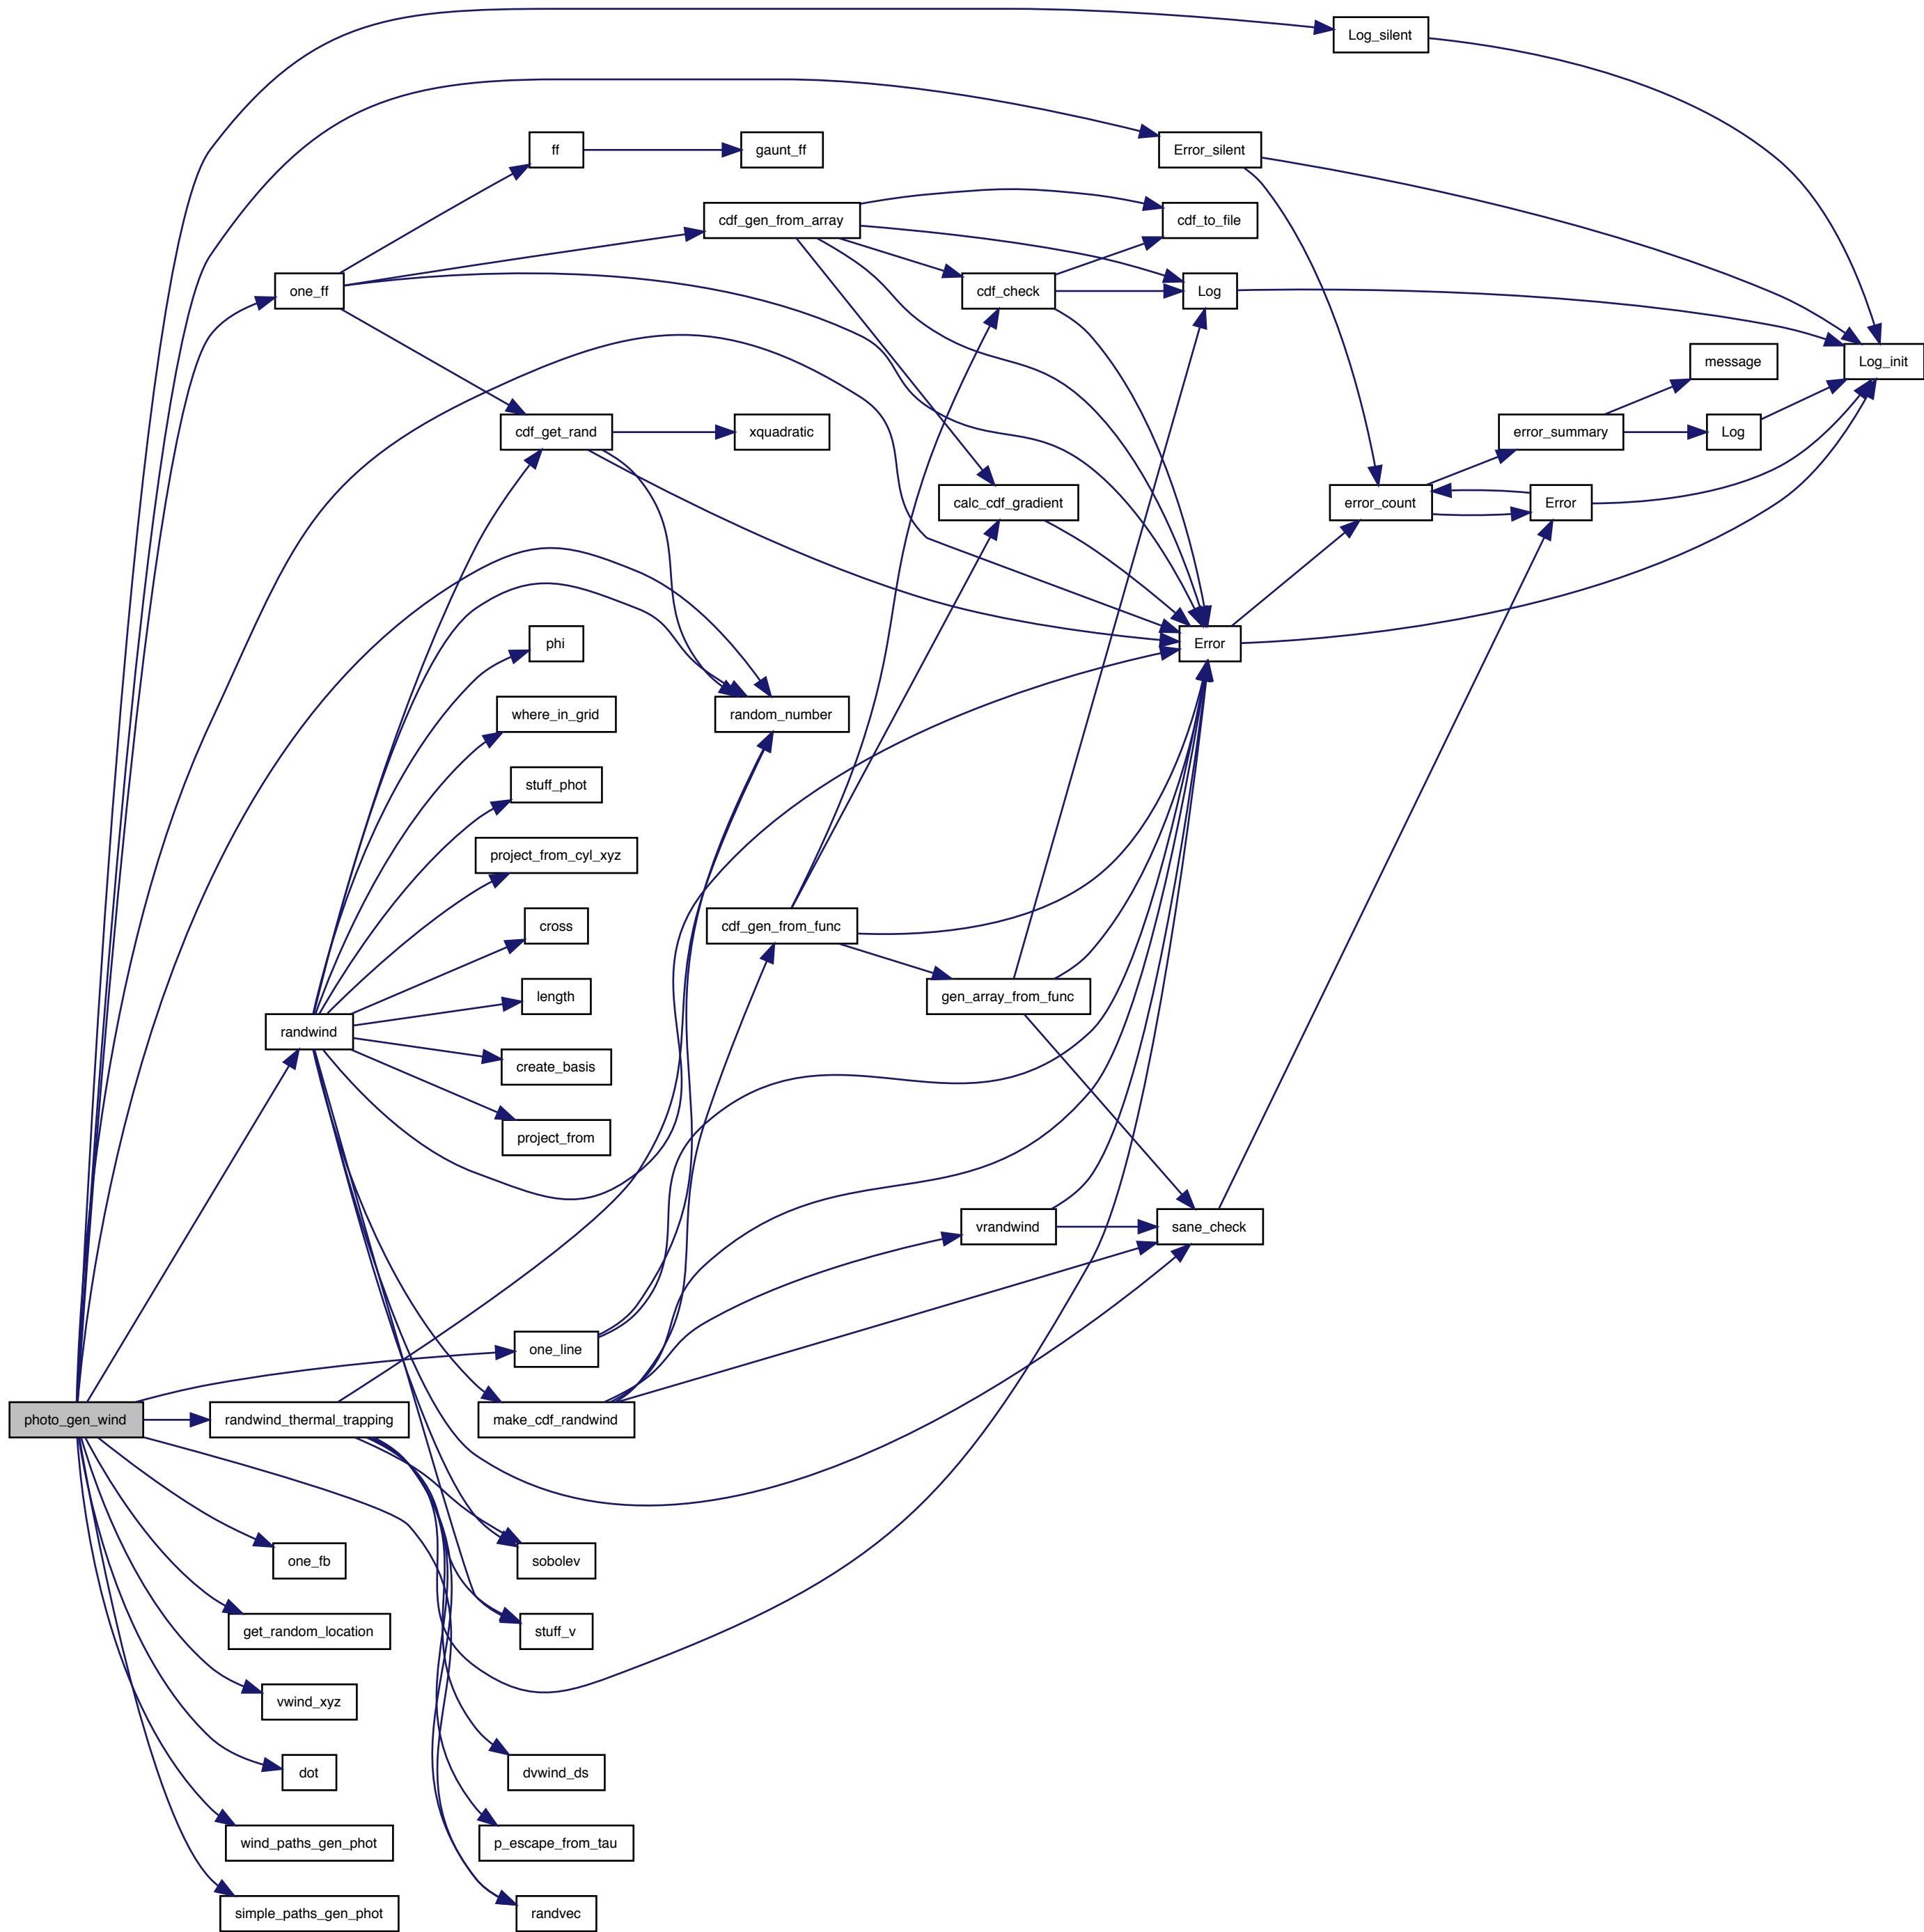 Log_silent
ff
gaunt_ff
Error_silent
cdf_gen_from_array
cdf_to_file
one_ff
cdf_check
Log
message
Log_init
cdf_get_rand
xquadratic
error_summary
Log
calc_cdf_gradient
error_count
Error
phi
Error
where_in_grid
random_number
stuff_phot
project_from_cyl_xyz
cross
cdf_gen_from_func
length
gen_array_from_func
randwind
create_basis
project_from
vrandwind
sane_check
one_line
photo_gen_wind
randwind_thermal_trapping
make_cdf_randwind
one_fb
sobolev
get_random_location
stuff_v
vwind_xyz
dot
dvwind_ds
wind_paths_gen_phot
p_escape_from_tau
simple_paths_gen_phot
randvec